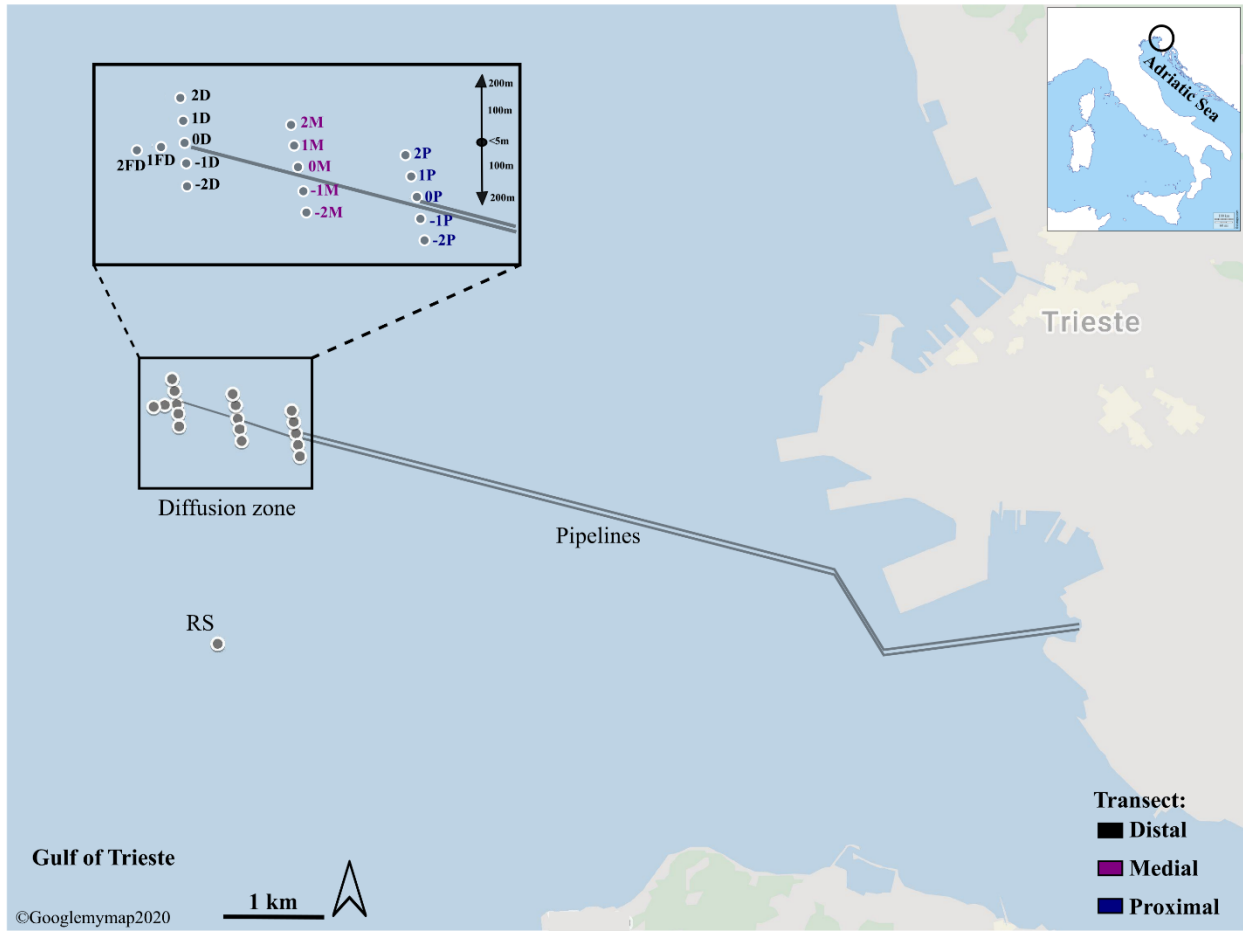 2D
1D
0D
2FD
1FD
-1D
-2D
2M
1M
0M
-1M
-2M
2P
1P
0P
-1P
-2P
200m
100m
<5m
100m
200m
Adriatic Sea
Trieste
Diffusion zone
Pipelines
RS
Gulf of Trieste
1 km
©Googlemymap2020
Transect:
Distal
Medial
Proximal